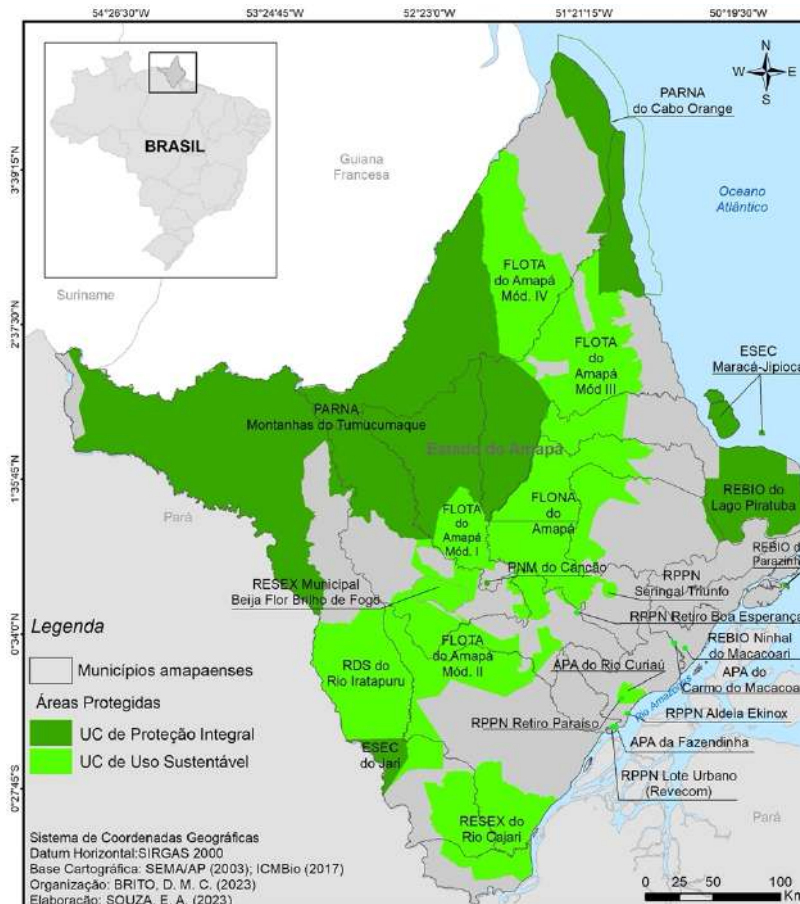 54°26'30"W
53°24'45"W
52°23'0"W
51°21'15"W
50°19'30"W
N
W
E
S
PARNA
do Cabo Orange
BRASIL
Guiana
Francesa
3°39'15"N
Oceano
Atlântico
Suriname
FLOTA
do Amapá
Mód. IV
2°37'30"N
FLOTA
do
Amapá
Mód III
ESEC
Maracá-Jipioca
PARNA
Montanhas do Tumucumaque
Estado do Amapá
1°35'45"N
Pará
FLOTA
do
Amapá
Mód. I
FLONA
do
Amapá
REBIO do
Lago Piratuba
REBIO d
Parazinh
PNM do Canção
RPPN
Seringal Triunfo
RESEX Municipal
Beija Flor Brilho de Fogo
RPPN Retiro Boa Esperança
0°34'0"N
RDS do
Rio Iratapuru
FLOTA
do Amapá
Mód. II
REBIO Ninhal
do Macacoari
APA do Rio Curiaú
APA do
Carmo do Macacoa
Rio Amazonas
RPPN Retiro Paraíso
RPPN Aldeia Ekinox
APA da Fazendinha
RPPN Lote Urbano
(Revecom)
ESEC
do Jari
0°27'45"S
RESEX do
Rio Cajari
Pará
Legenda
Municípios amapaenses
Áreas Protegidas
UC de Proteção Integral
UC de Uso Sustentável
Sistema de Coordenadas Geográficas
Datum Horizontal:SIRGAS 2000
Base Cartográfica: SEMA/AP (2003); ICMBio (2017)
Organização: BRITO, D. M. C. (2023)
Elaboração: SOUZA, E. A. (2023)
0 25 50 100
Km